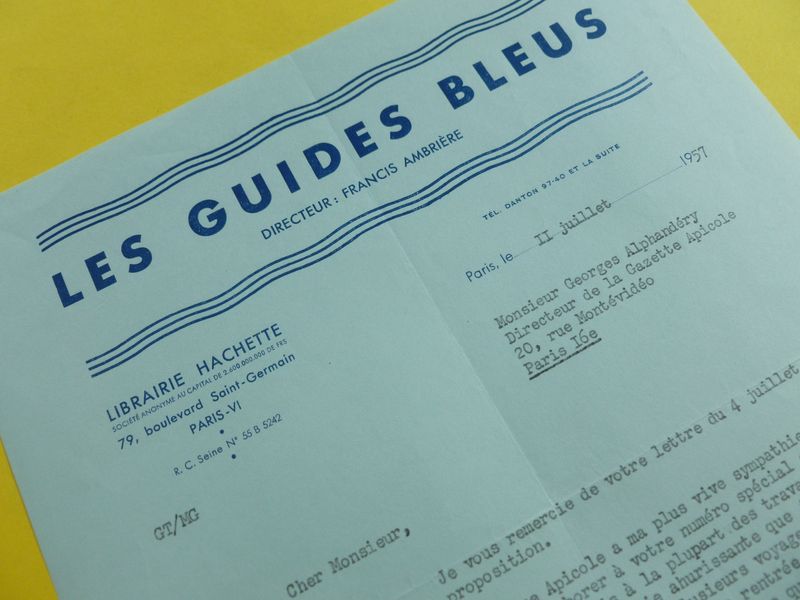 LES GUIDES BLEUS
DIRECTEUR: FRANCIS AMBRIÈRE
TÉL. DANTON 97-40 ET LA SUITE
Paris, le II juillet 1957
Monsieur Georges Alphandéry
Directeur de la Gazette Apicole
20, rue Montévidéo
Paris I6e
LIBRAIRIE HACHETTE
SOCIÉTÉ ANONYME AU CAPITAL DE 2.600.000.000 DE FRS
79, boulevard Saint-Germain
PARIS-VI
R. C. Seine N° 55 B 5242
GT/MG
Cher Monsieur,
Je vous remercie de votre lettre du 4 juillet
proposition.
Apicole a ma plus vive sympathie
à votre numéro spécial
à la plupart des trava
ahurissante que
usieurs voyages
rentrée